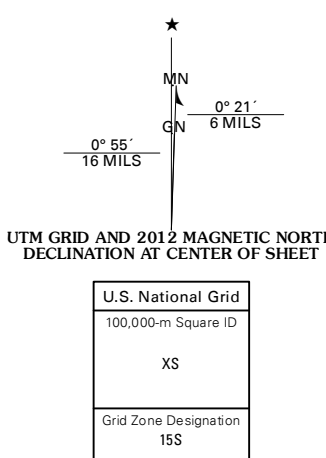 ★
MN
0° 21´
6 MILS
GN
0° 55´
16 MILS
UTM GRID AND 2012 MAGNETIC NORTH
DECLINATION AT CENTER OF SHEET
U.S. National Grid
100,000-m Square ID
XS
Grid Zone Designation
15S